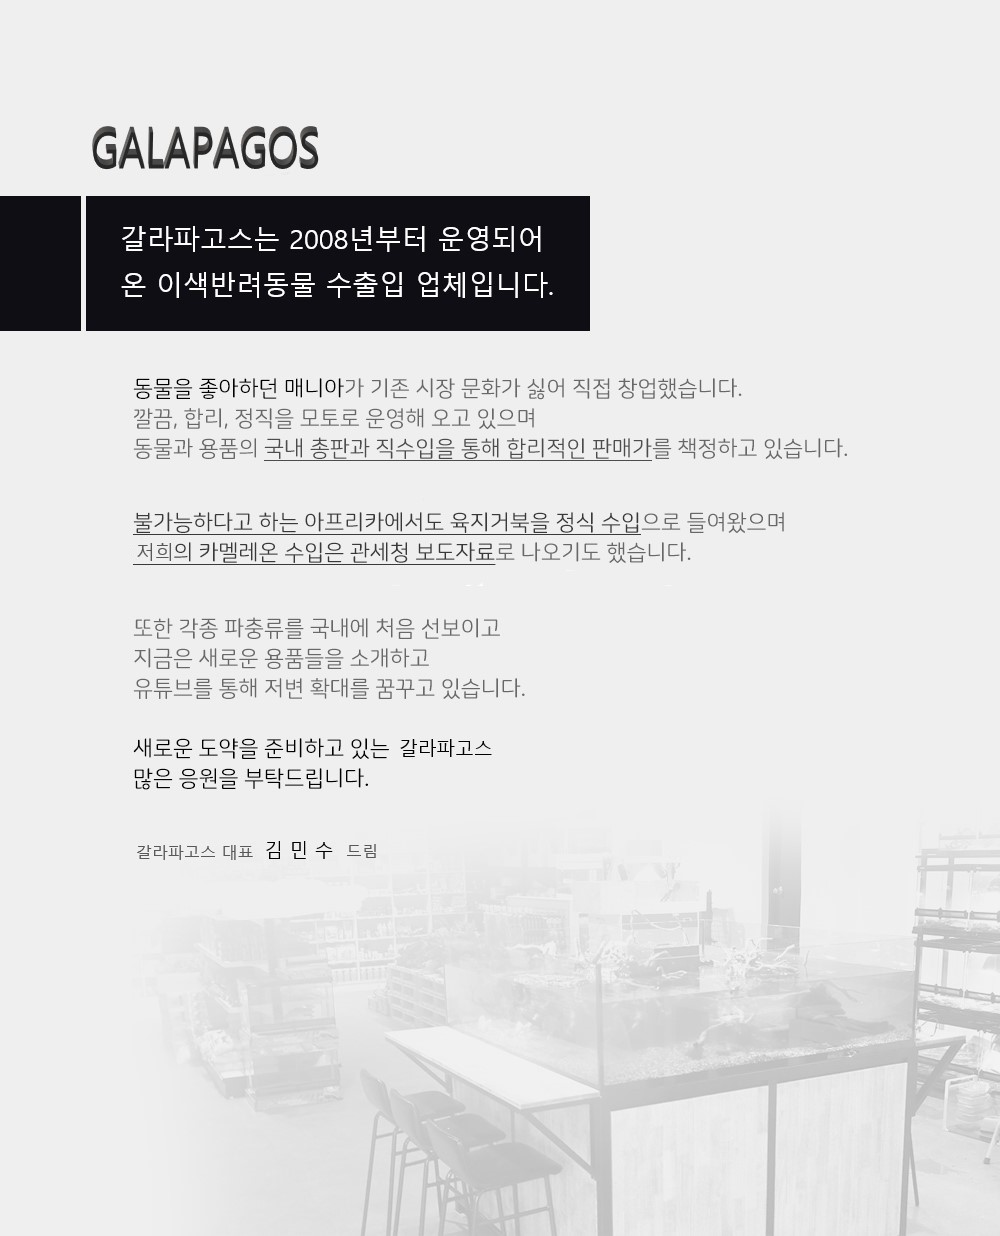 GALAPAGOS
갈라파고스는 2008년부터 운영되어
온 이색반려동물 수출입 업체입니다.
동물을 좋아하던 매니아가 기존 시장 문화가 싫어 직접 창업했습니다.
깔끔, 합리, 정직을 모토로 운영해 오고 있으며
동물과 용품의 국내 총판과 직수입을 통해 합리적인 판매가를 책정하고 있습니다.
불가능하다고 하는 아프리카에서도 육지거북을 정식 수입으로 들여왔으며
저희의 카멜레온 수입은 관세청 보도자료로 나오기도 했습니다.
또한 각종 파충류를 국내에 처음 선보이고
지금은 새로운 용품들을 소개하고
유튜브를 통해 저변 확대를 꿈꾸고 있습니다.
새로운 도약을 준비하고 있는 갈라파고스
많은 응원을 부탁드립니다.
갈라파고스 대표 김 민 수 드림